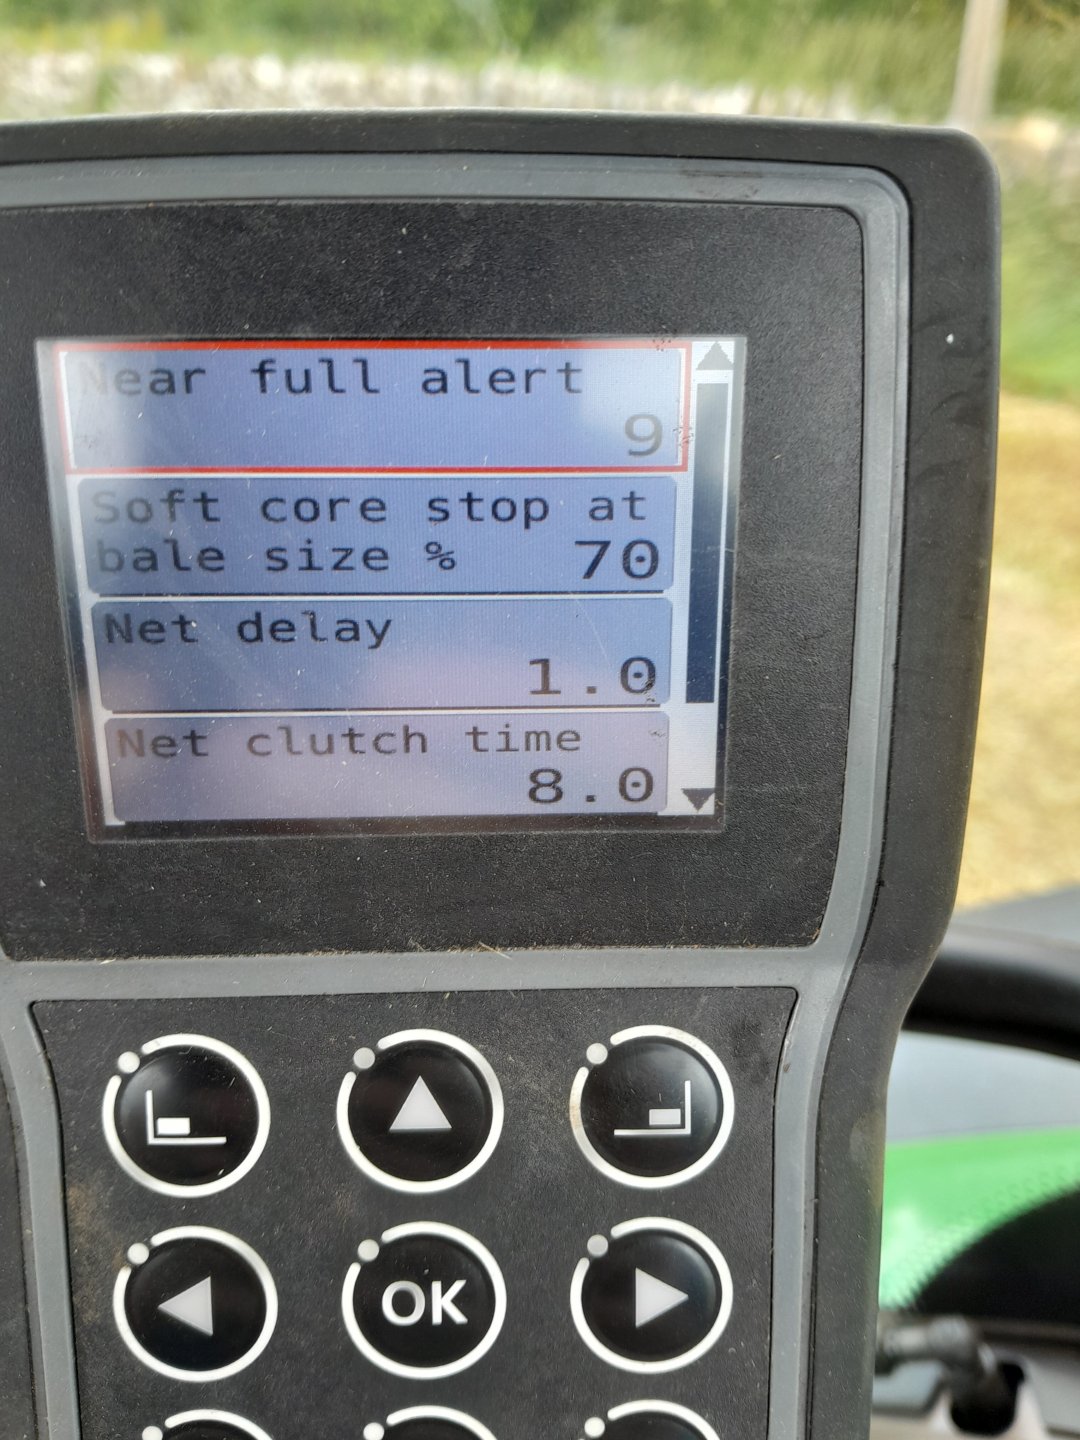 Near full alert
9
Soft core stop at
bale size % 70
Net delay
1.0
Net clutch time
8.0
OK